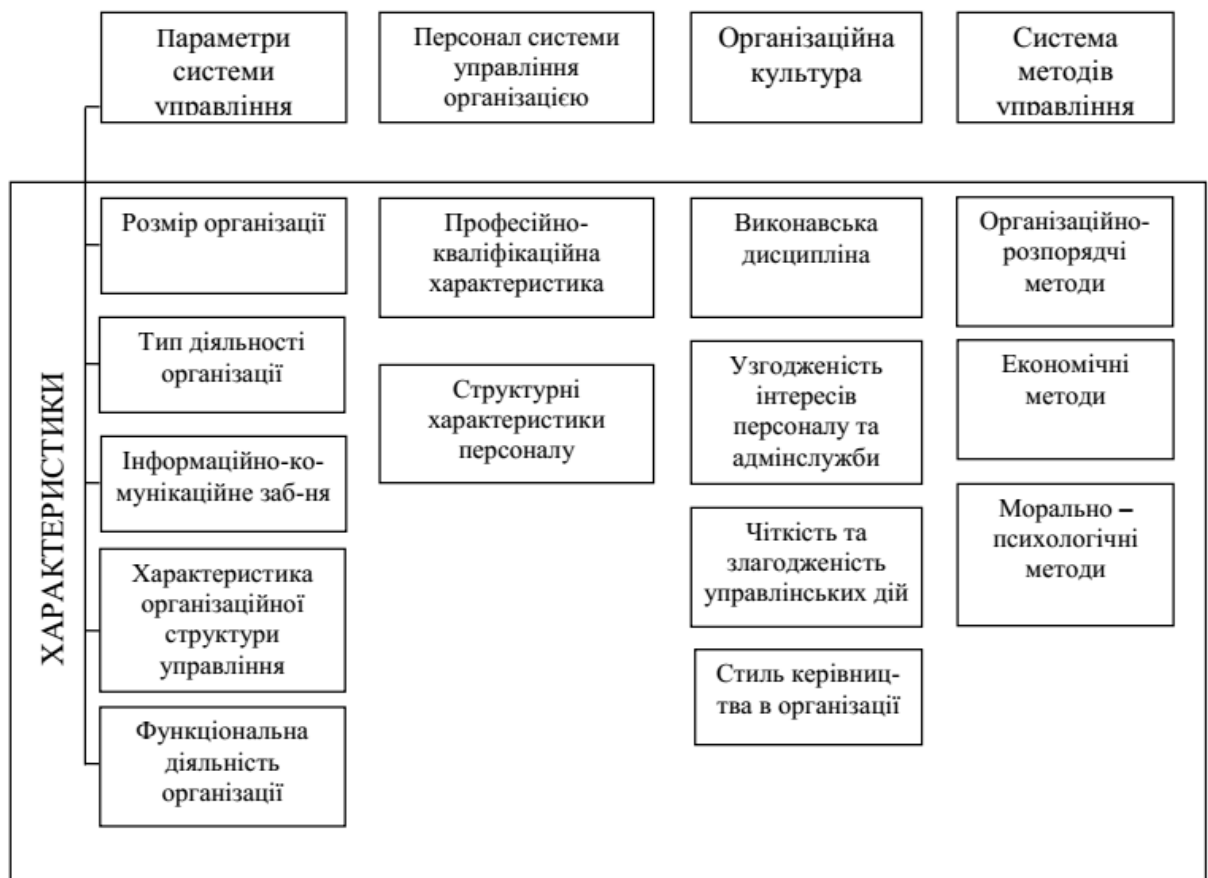 Параметри
системи
управління
Персонал системи
управління
організацією
Організаційна
культура
Система
методів
управління
ХАРАКТЕРИСТИКИ
Розмір організації
Тип діяльності
організації
Інформаційно-ко-
мунікаційне заб-ня
Характеристика
організаційної
структури
управління
Функціональна
діяльність
організації
Професійно-
кваліфікаційна
характеристика
Структурні
характеристики
персоналу
Виконавська
дисципліна
Узгодженість
інтересів
персоналу та
адмінслужби
Чіткість та
злагодженість
управлінських дій
Стиль керівниц-
тва в організації
Організаційно-
розпорядчі
методи
Економічні
методи
Морально –
психологічні
методи